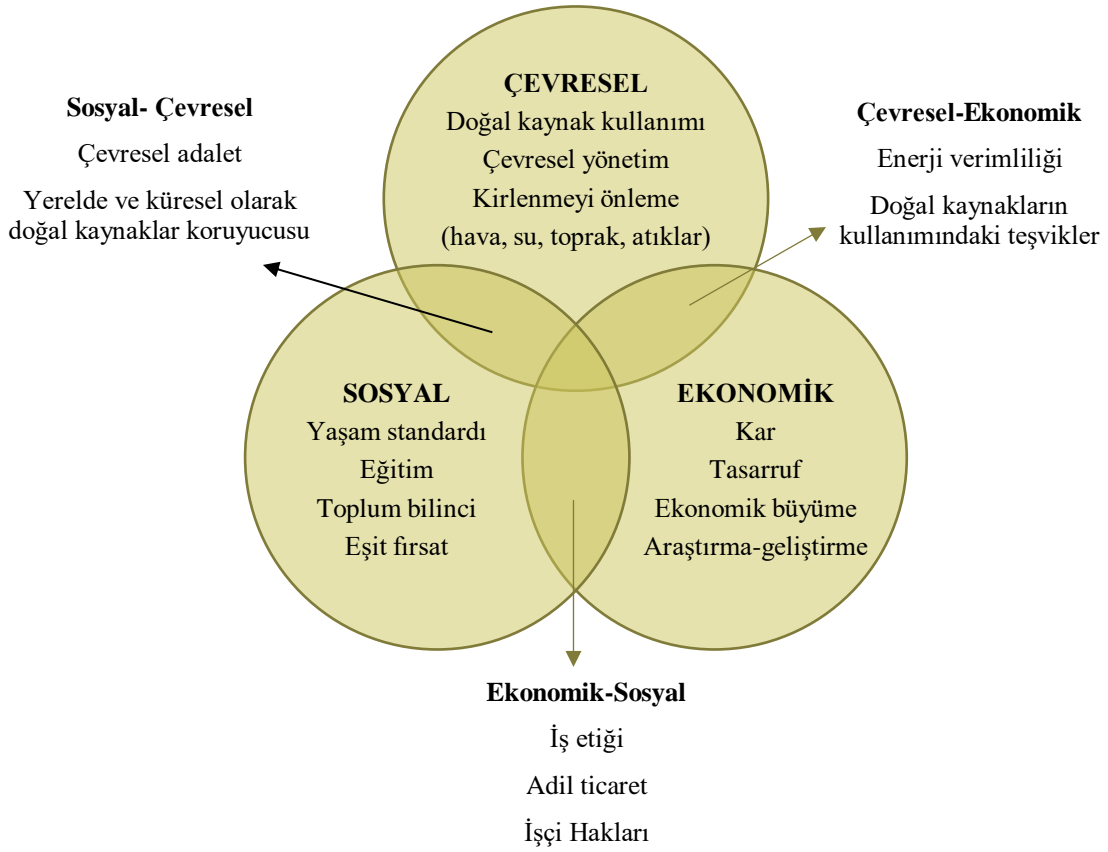 ÇEVRESEL
Doğal kaynak kullanımı
Çevresel yönetim
Kirlenmeyi önleme
(hava, su, toprak, atıklar)
Sosyal- Çevresel
Çevresel adalet
Yerelde ve küresel olarak
doğal kaynaklar koruyucusu
Çevresel-Ekonomik
Enerji verimliliği
Doğal kaynakların
kullanımındaki teşvikler
SOSYAL
Yaşam standardı
Eğitim
Toplum bilinci
Eşit fırsat
EKONOMİK
Kar
Tasarruf
Ekonomik büyüme
Araştırma-geliştirme
Ekonomik-Sosyal
İş etiği
Adil ticaret
İşçi Hakları